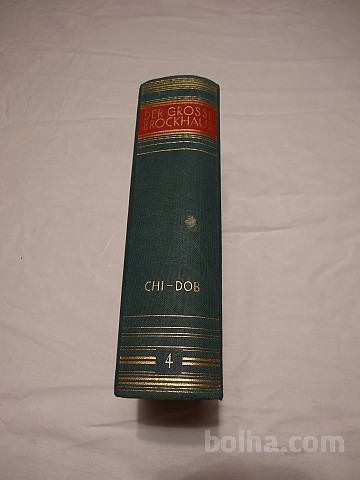 DER GROSSE
BROCKHAUS
CHI-DOB
4
bolha.com